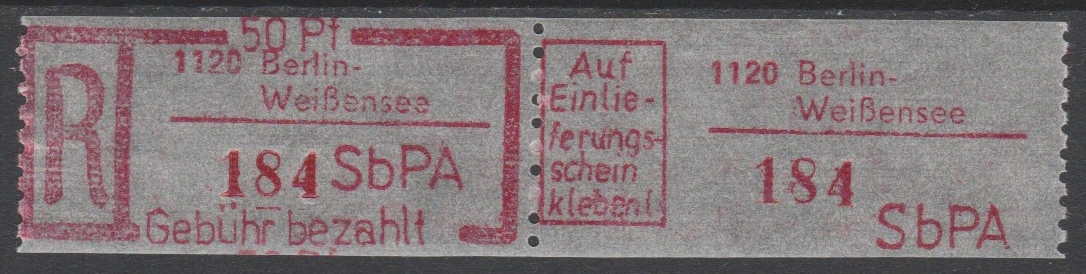 50 Pf
R
1120 Berlin-
Weißensee
184 SbPA
Gebühr bezahlt
Auf
Einlie-
ferungs-
schein
kleben!
1120 Berlin-
Weißensee
184
SbPA